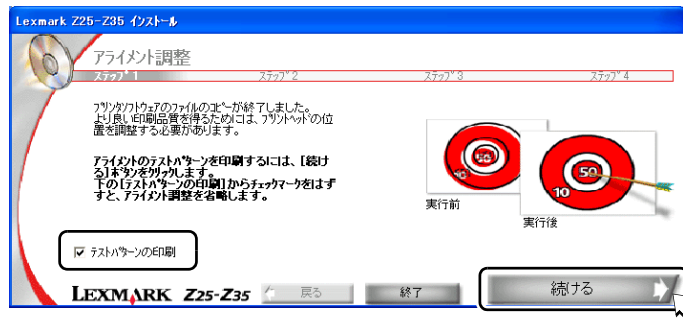 Lexmark Z25-Z35 インストール
アライメント調整
ステップ 1 ステップ 2 ステップ 3 ステップ 4
プリンタソフトウェアのファイルのコピーが終了しました。
より良い印刷品質を得るためには、プリントヘッドの位
置を調整する必要があります。
アライメントのテストパターンを印刷するには、[続け
る]ボタンをクリックします。
下の[テストパターンの印刷]からチェックマークをはず
すと、アライメント調整を省略します。
50
10
50
10
実行前
実行後
テストパターンの印刷
LEXMARK Z25-Z35
戻る
終了
続ける